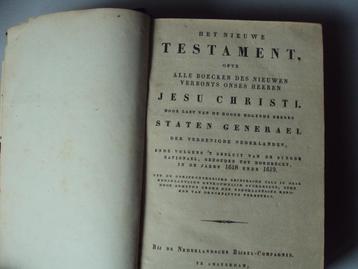 HET NIEUWE
TESTAMENT,
OFTE
ALLE BOECKEN DES NIEUWEN
VERBONTS ONSES HEEREN
JESU CHRISTI.
DOOR LAST VAN DE HOOGH MOGENDE HEEREN
STATEN GENERAEL
DER VEREENIGDE NEDERLANDEN,
ENDE VOLGENS 'T BESLUIT VAN DE SYNODE
NATIONAEL, GEHOUDEN TOT DORDRECHT,
IN DE JAREN 1618 ENDE 1619,
BIJ DE NEDERLANDSCHE BIJBEL-COMPAGNIE.
TE AMSTERDAM,